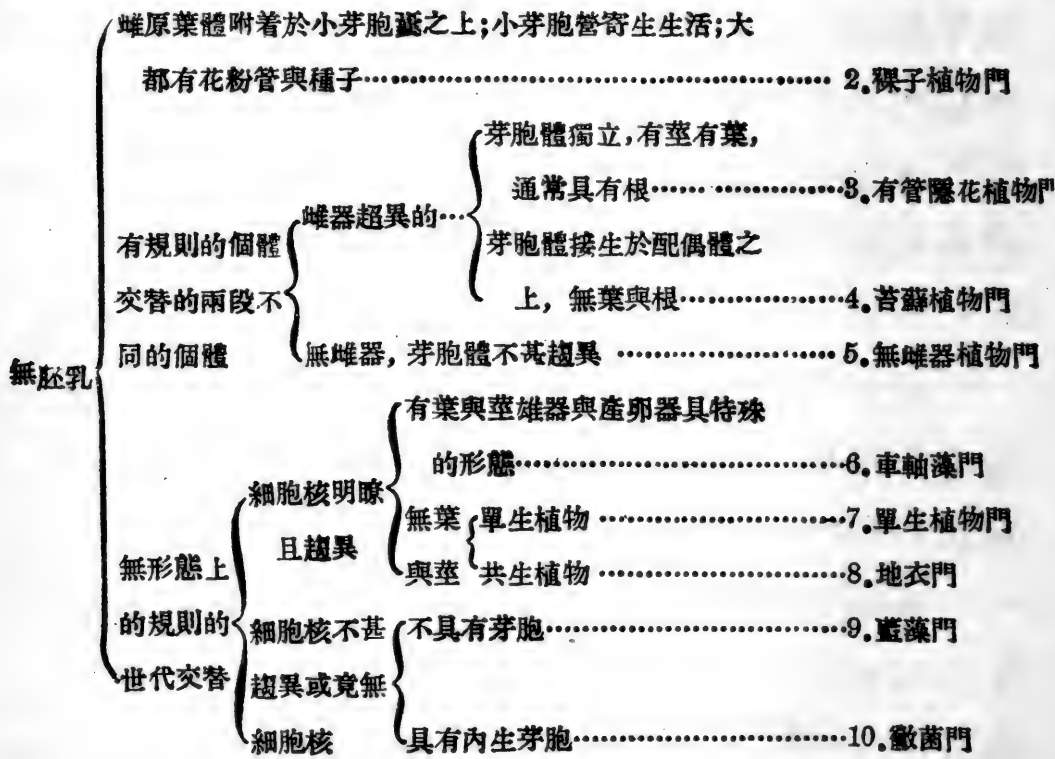 雌原葉體附着於小芽胞瓤之上;小芽胞營寄生生活;大
都有花粉管與種子……2.裸子植物門
芽胞體獨立,有莖有葉,
通常具有根……3.有管隱花植物門
雌器趨異的…
有規則的個體
芽胞體接生於配偶體之
交替的兩段不
上,無葉與根……4.苔蘚植物門
同的個體
無雌器,芽胞體不甚趨異……5.無雌器植物門
無胚乳
有葉與莖雄器與產卵器具特殊
的形態……6.車軸藻門
細胞核明瞭
且趨異
無葉
單生植物……7.單生植物門
與莖
共生植物……8.地衣門
無形態上
的規則的
細胞核不甚
不具有芽胞……9.藍藻門
世代交替
趨異或竟無
細胞核
具有內生芽胞……10.黴菌門